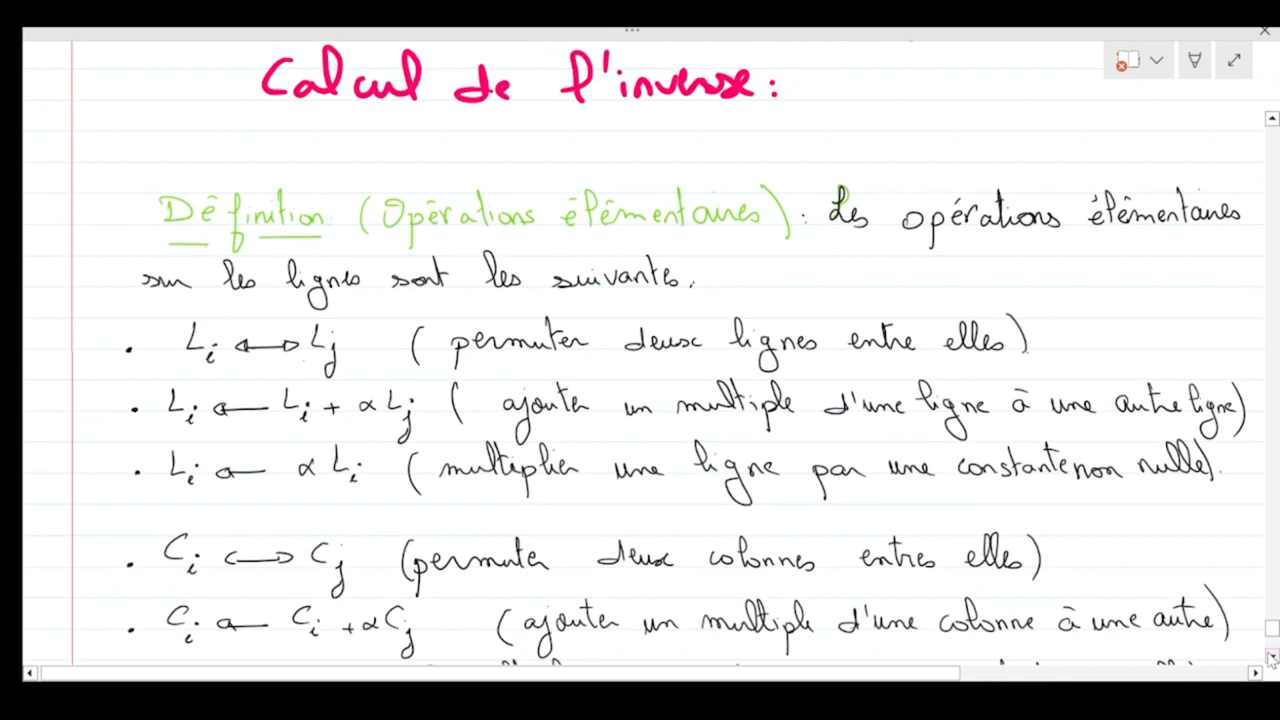 Calcul de l'inverse :
Définition (Opérations élémentaires) : Les opérations élémentaires
sur les lignes sont les suivantes.
. Li ↔ Lj ( permuter deux lignes entre elles)
. Li ← Li + αLj ( ajouter un multiple d'une ligne à une autre ligne)
. Li ← αLi ( multiplier une ligne par une constante non nulle).
. Ci ↔ Cj (permuter deux colonnes entres elles)
. Ci ← Ci + αCj (ajouter un multiple d'une colonne à une autre)